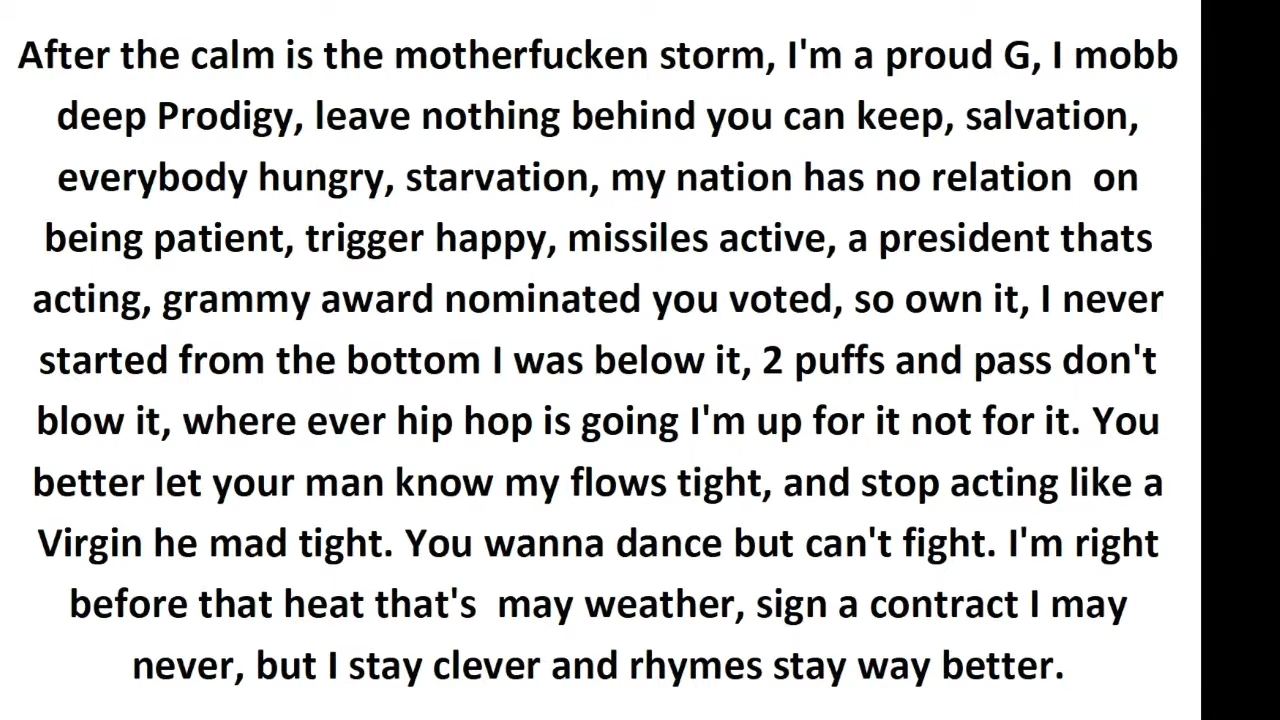 After the calm is the motherfucken storm, I'm a proud G, I mobb
deep Prodigy, leave nothing behind you can keep, salvation,
everybody hungry, starvation, my nation has no relation  on
being patient, trigger happy, missiles active, a president thats
acting, grammy award nominated you voted, so own it, I never
started from the bottom I was below it, 2 puffs and pass don't
blow it, where ever hip hop is going I'm up for it not for it. You
better let your man know my flows tight, and stop acting like a
Virgin he mad tight. You wanna dance but can't fight. I'm right
before that heat that's  may weather, sign a contract I may
never, but I stay clever and rhymes stay way better.